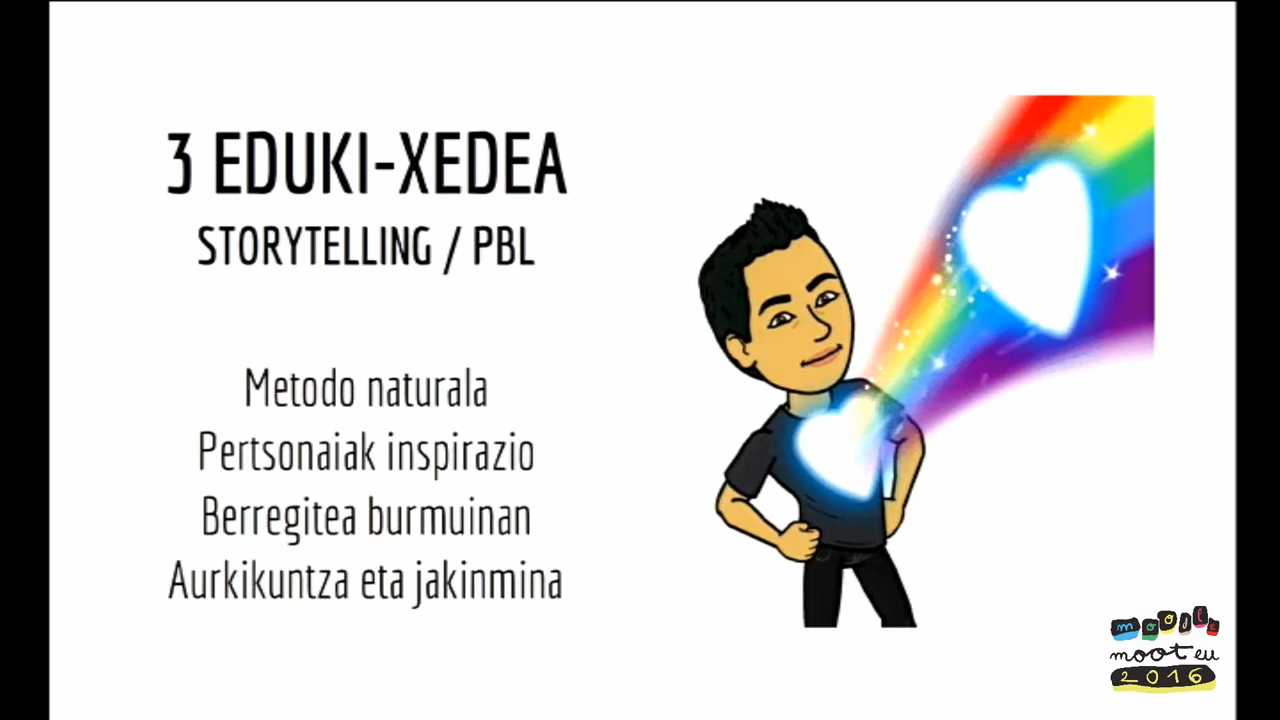 3 EDUKI-XEDEA
STORYTELLING / PBL
Metodo naturala
Pertsonaiak inspirazio
Berregitea burmuinan
Aurkikuntza eta jakinmina
moodle
moot eu
2016